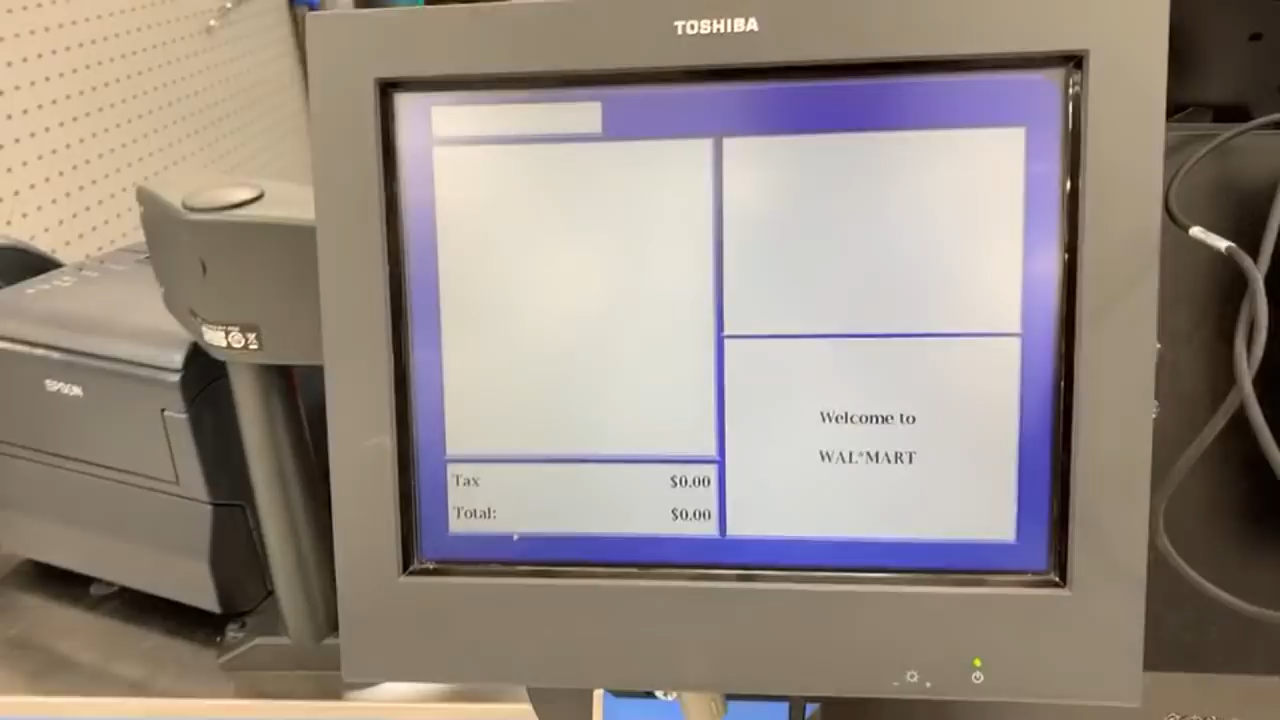 TOSHIBA
EPSON
Welcome to
WAL*MART
Tax $0.00
Total: $0.00